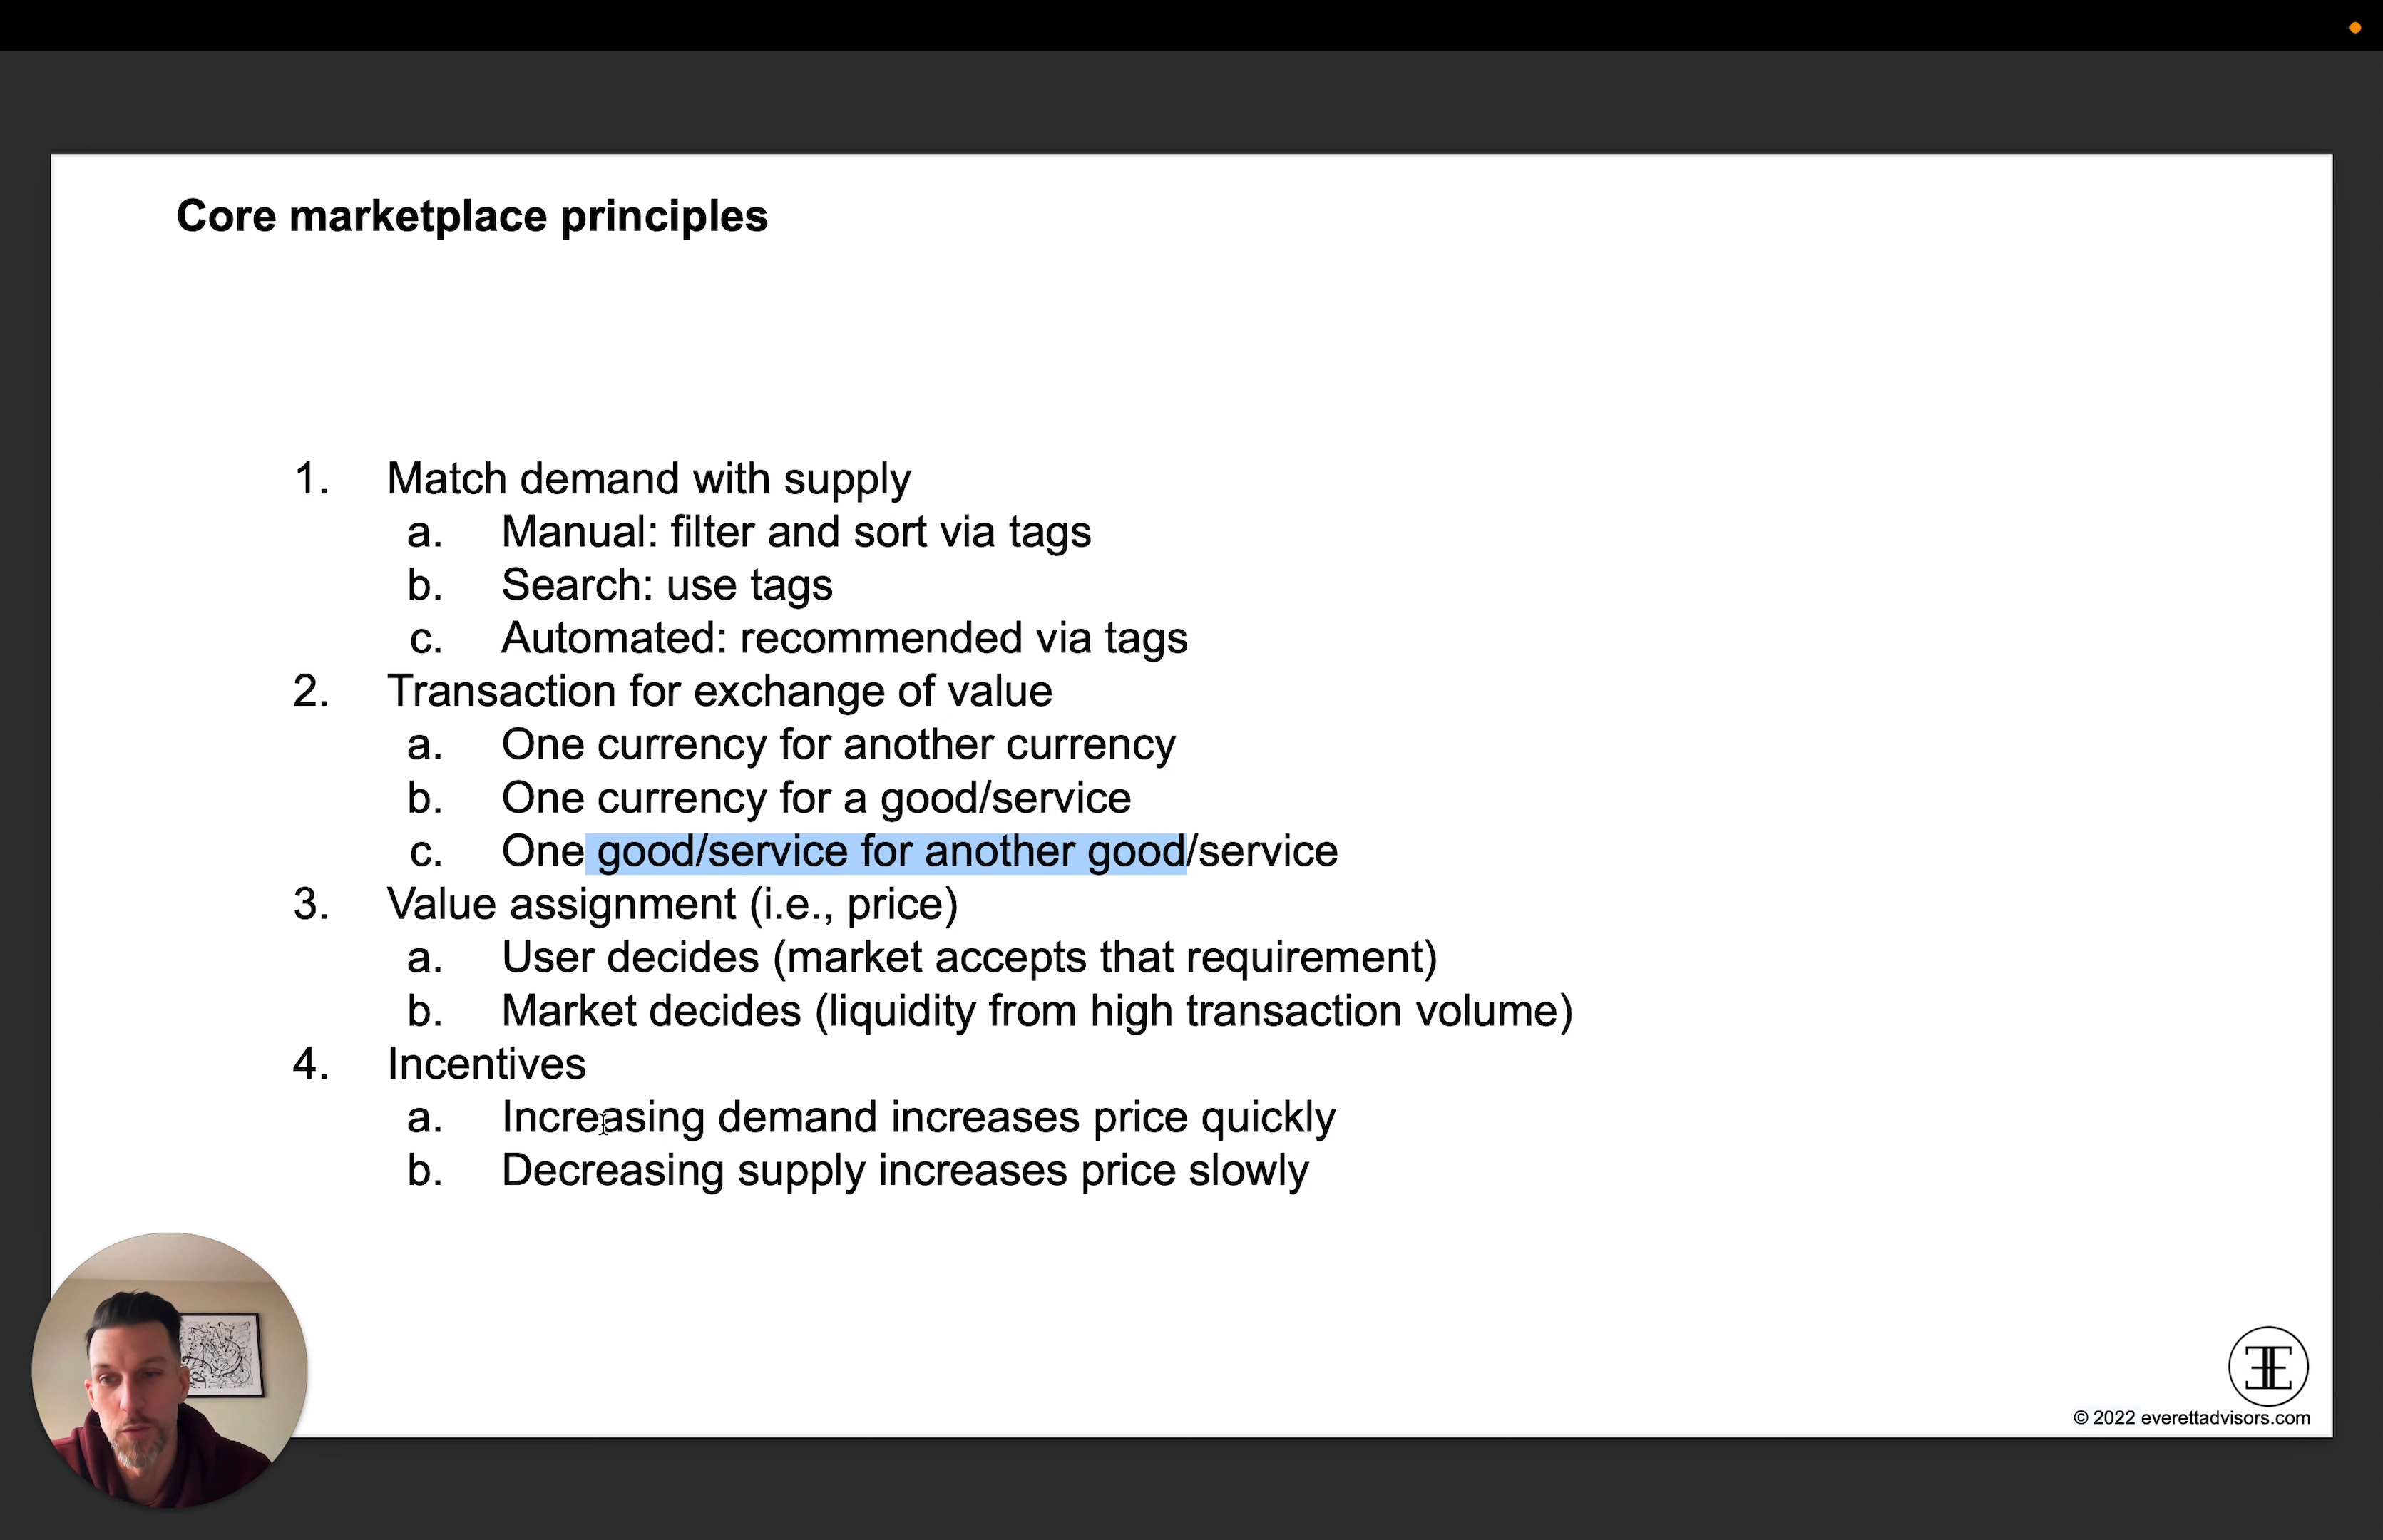 Core marketplace principles
1. Match demand with supply
a. Manual: filter and sort via tags
b. Search: use tags
c. Automated: recommended via tags
2. Transaction for exchange of value
a. One currency for another currency
b. One currency for a good/service
c. One good/service for another good/service
3. Value assignment (i.e., price)
a. User decides (market accepts that requirement)
b. Market decides (liquidity from high transaction volume)
4. Incentives
a. Increasing demand increases price quickly
b. Decreasing supply increases price slowly
© 2022 everettadvisors.com